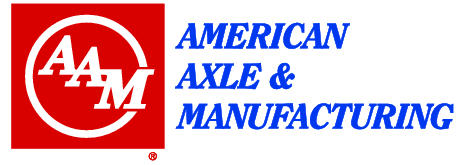 AAM
AMERICAN
AXLE &
MANUFACTURING
®